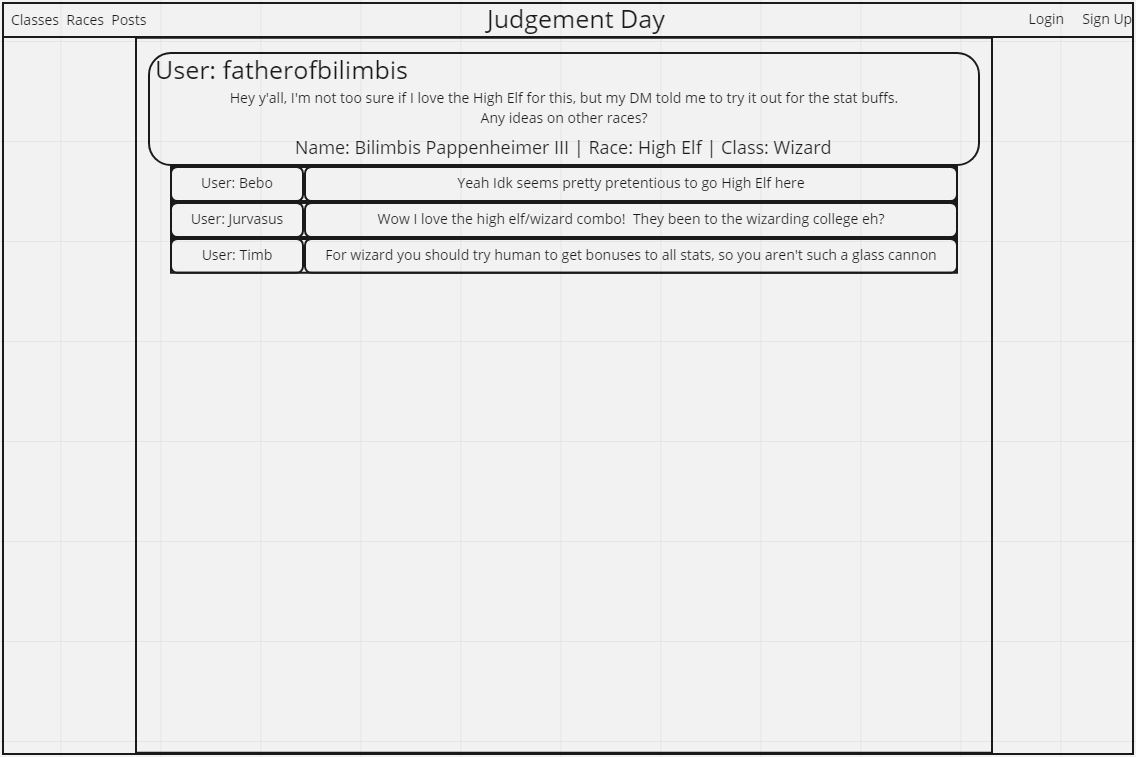 Classes Races Posts Judgement Day Login Sign Up
User: fatherofbilimbis
Hey y'all, I'm not too sure if I love the High Elf for this, but my DM told me to try it out for the stat buffs.
Any ideas on other races?
Name: Bilimbis Pappenheimer III | Race: High Elf | Class: Wizard
User: Bebo Yeah Idk seems pretty pretentious to go High Elf here
User: Jurvasus Wow I love the high elf/wizard combo!  They been to the wizarding college eh?
User: Timb For wizard you should try human to get bonuses to all stats, so you aren't such a glass cannon